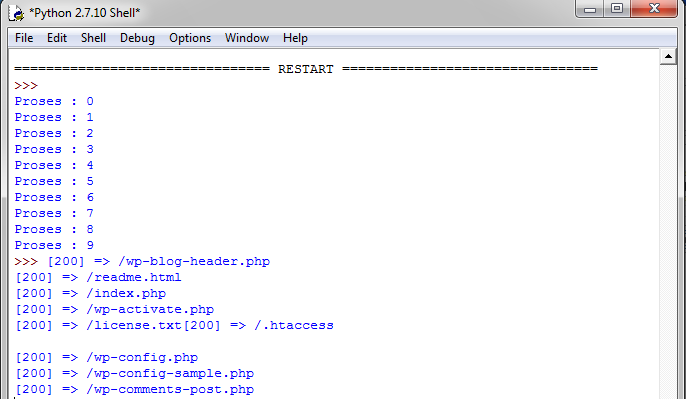 *Python 2.7.10 Shell*
File Edit Shell Debug Options Window Help
================================ RESTART ================================
>>>
Proses : 0
Proses : 1
Proses : 2
Proses : 3
Proses : 4
Proses : 5
Proses : 6
Proses : 7
Proses : 8
Proses : 9
>>> [200] => /wp-blog-header.php
[200] => /readme.html
[200] => /index.php
[200] => /wp-activate.php
[200] => /license.txt[200] => /.htaccess
[200] => /wp-config.php
[200] => /wp-config-sample.php
[200] => /wp-comments-post.php